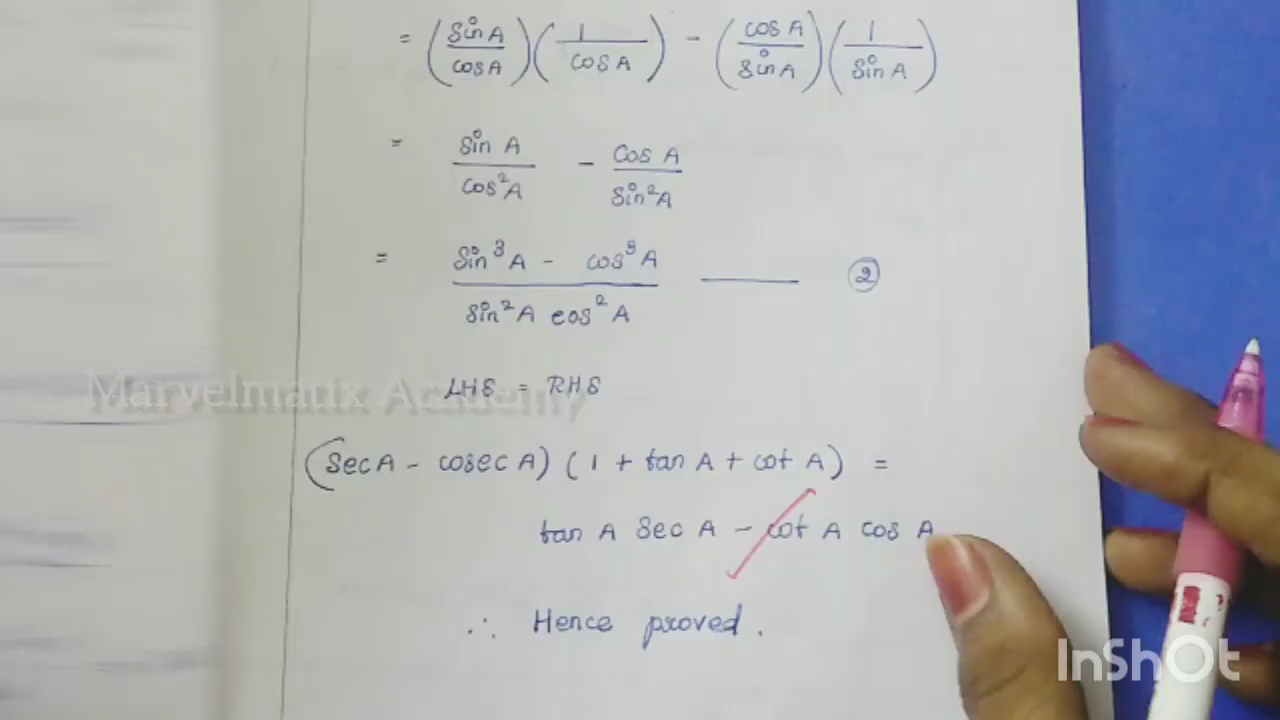 = (sin A / cos A) (1 / cos A) - (cos A / sin A) (1 / sin A)
= sin A / cos²A - cos A / sin²A
= sin³A - cos³A / sin²A cos²A ——— ②
Marvelmatix Academy
LHS = RHS
(sec A - cosec A) (1 + tan A + cot A) =
tan A sec A - cot A cos A
∴ Hence proved.
InShOt